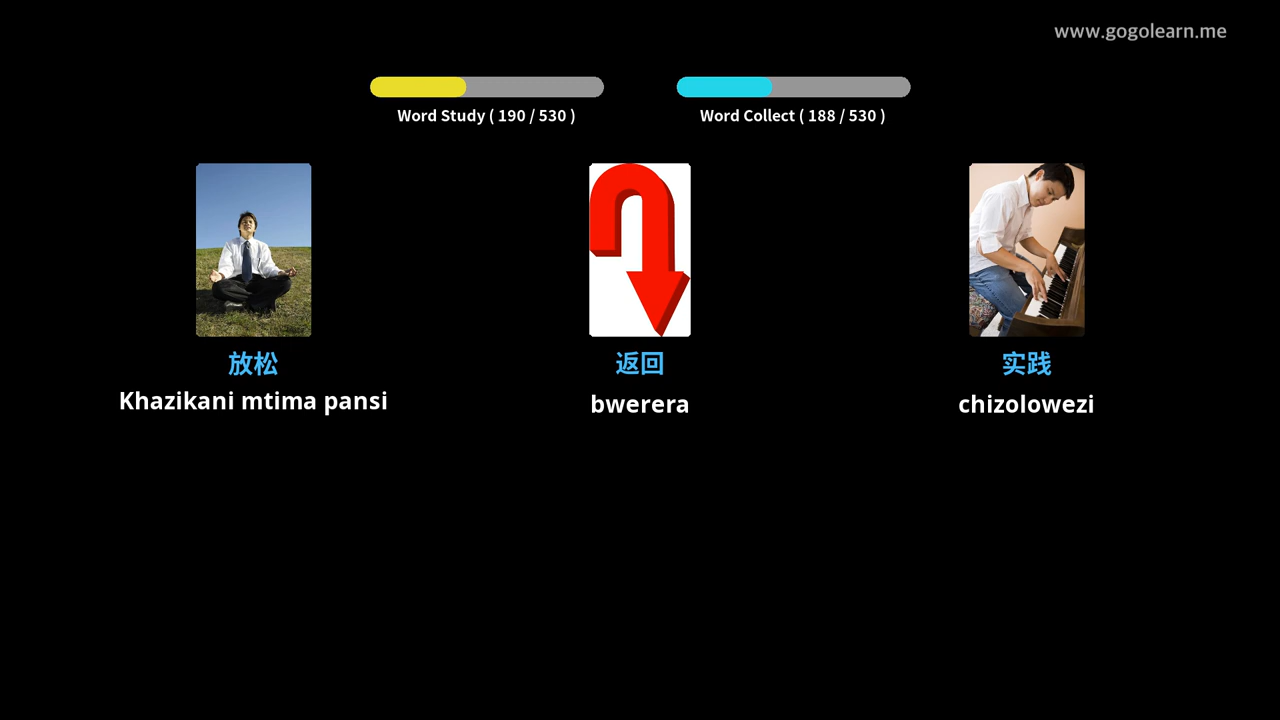 www.gogolearn.me
Word Study ( 190 / 530 )
Word Collect ( 188 / 530 )
放松
返回
实践
Khazikani mtima pansi
bwerera
chizolowezi